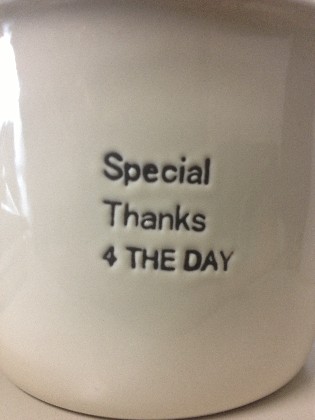 Special
Thanks
4 THE DAY